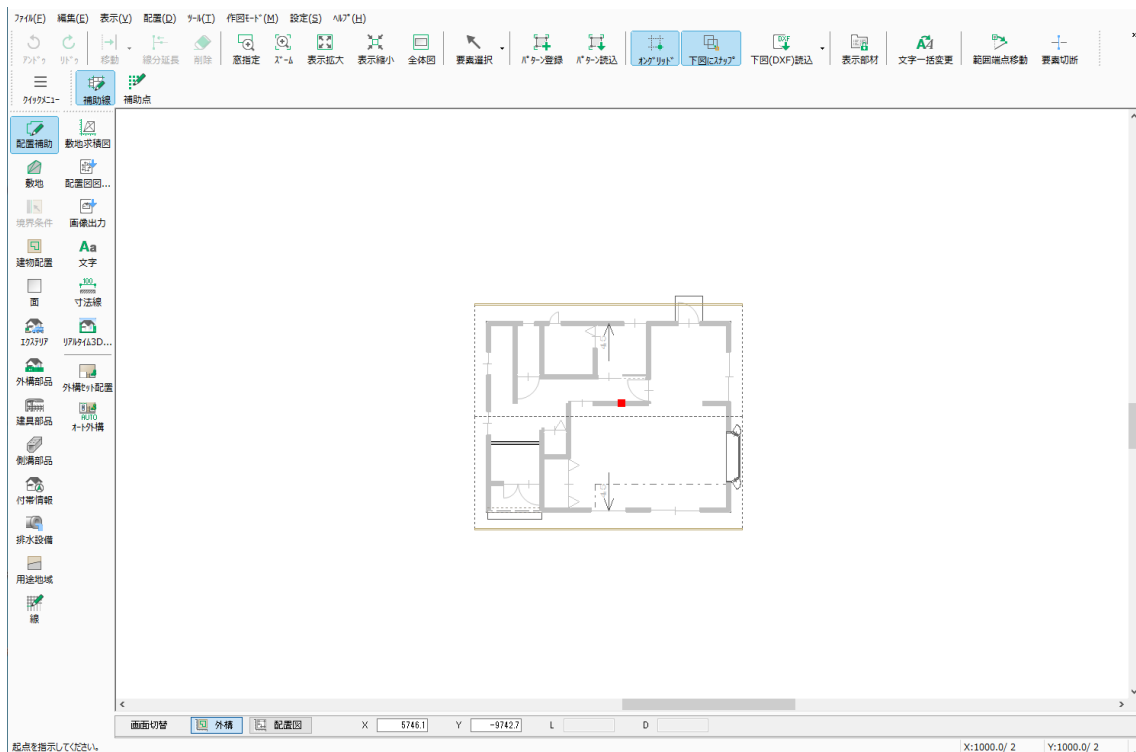 ファイル(F) 編集(E) 表示(V) 配置(D) ツール(T) 作図モード(M) 設定(S) ヘルプ(H)
アンドゥ リドゥ 移動 線分延長 削除 窓指定 ズーム 表示拡大 表示縮小 全体図 要素選択 パターン登録 パターン読込 オングリッド 下図にスナップ 下図(DXF)読込 表示部材 文字一括変更 範囲端点移動 要素切断
クイックメニュー 補助線 補助点
配置補助 敷地求積図
敷地 配置図図...
境界条件 画像出力
建物配置 文字
面 寸法線
エクステリア リアルタイム3D...
外構部品 外構セット配置
建具部品 オート外構
側溝部品
付帯情報
排水設備
用途地域
線
画面切替 外構 配置図 X 5746.1 Y -9742.7 L D
起点を指示してください。 X:1000.0/ 2 Y:1000.0/ 2